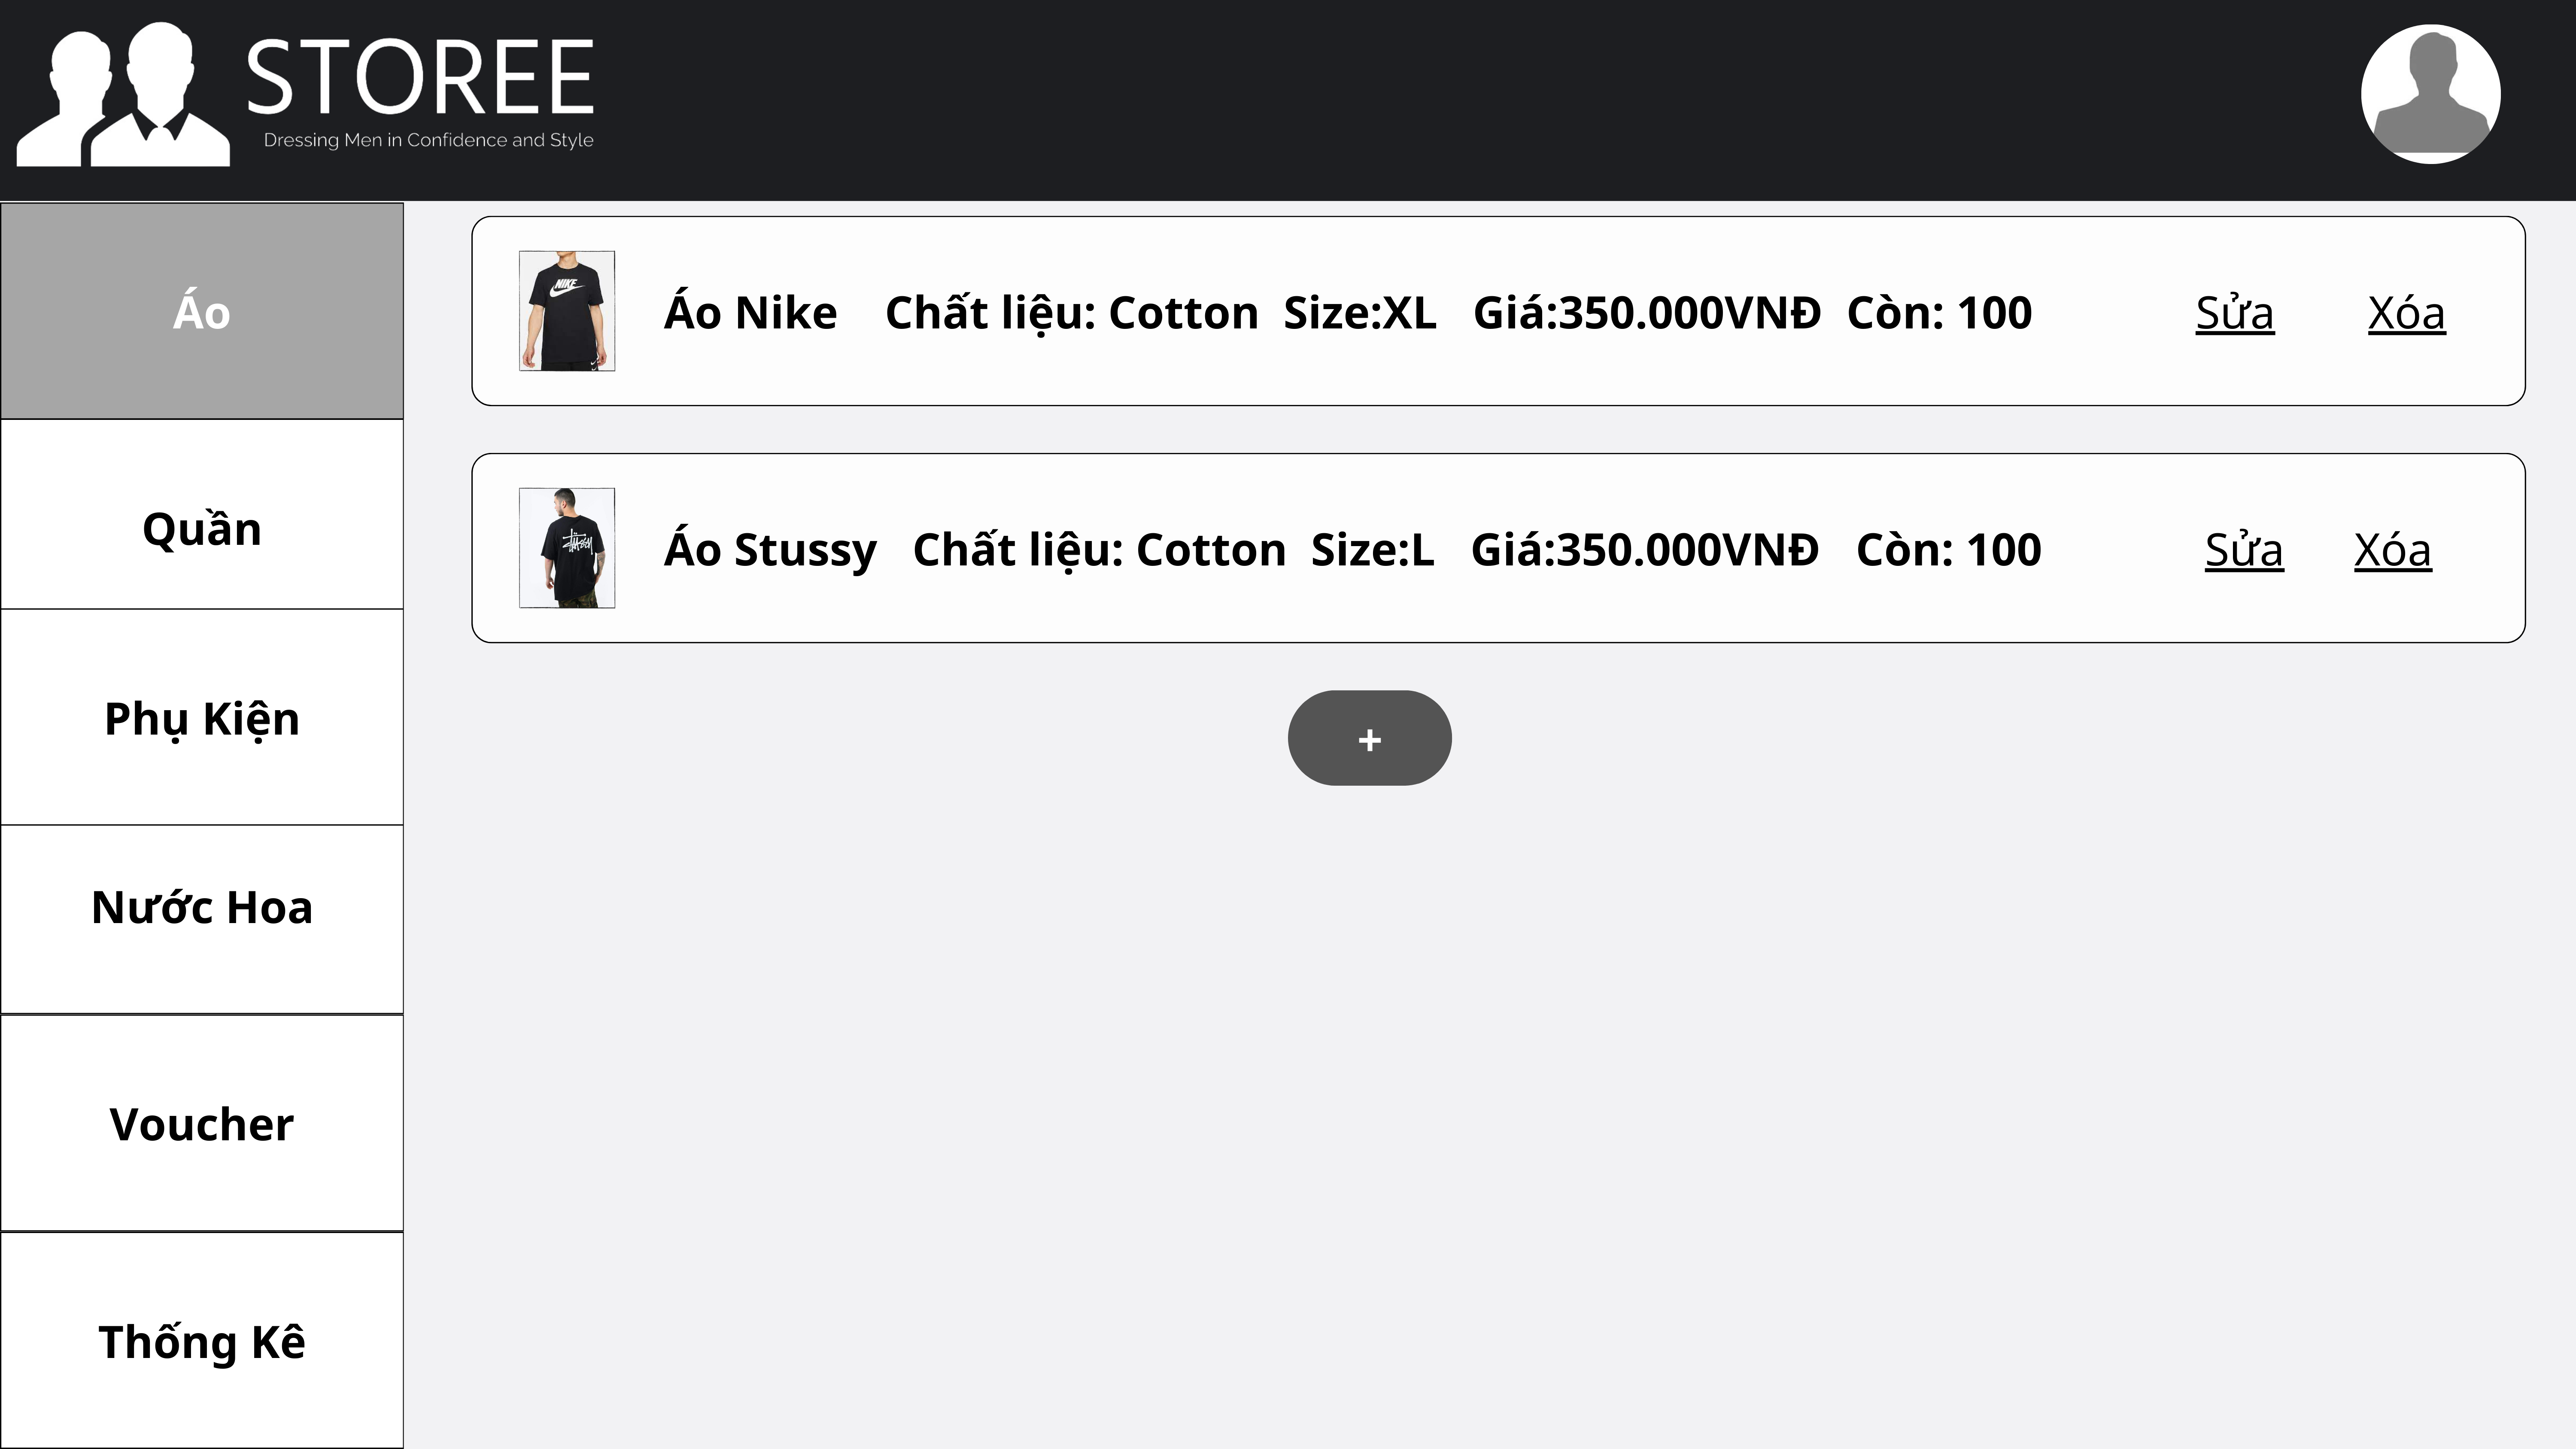 STOREE
Dressing Men in Confidence and Style
Áo
Quần
Phụ Kiện
Nước Hoa
Voucher
Thống Kê
NIKE
Áo Nike Chất liệu: Cotton Size:XL Giá:350.000VNĐ Còn: 100 Sửa Xóa
Stüssy
Áo Stussy Chất liệu: Cotton Size:L Giá:350.000VNĐ Còn: 100 Sửa Xóa
+